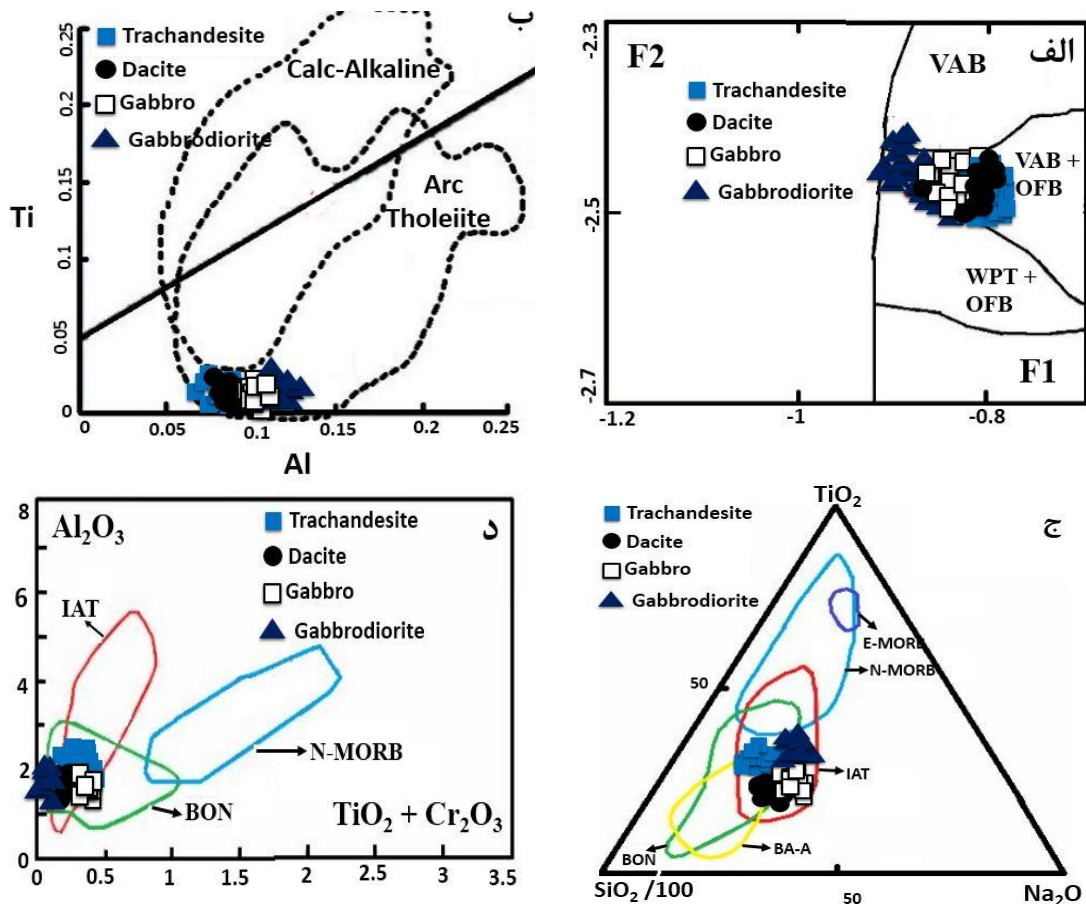 ب
0.25
0.2
0.15
0.1
0.05
0
Ti
Trachandesite
Dacite
Gabbro
Gabbrodiorite
Calc-Alkaline
Arc
Tholeiite
0
0.05
0.1
0.15
0.2
0.25
Al
الف
-2.3
-2.5
-2.7
F2
VAB
Trachandesite
Dacite
Gabbro
Gabbrodiorite
VAB +
OFB
WPT +
OFB
F1
-1.2
-1
-0.8
د
8
6
4
2
0
Al₂O₃
Trachandesite
Dacite
Gabbro
Gabbrodiorite
IAT
N-MORB
BON
TiO₂ + Cr₂O₃
0
0.5
1
1.5
2
2.5
3
3.5
ج
TiO₂
Trachandesite
Dacite
Gabbro
Gabbrodiorite
E-MORB
N-MORB
50
IAT
BON
BA-A
SiO₂ /100
50
Na₂O